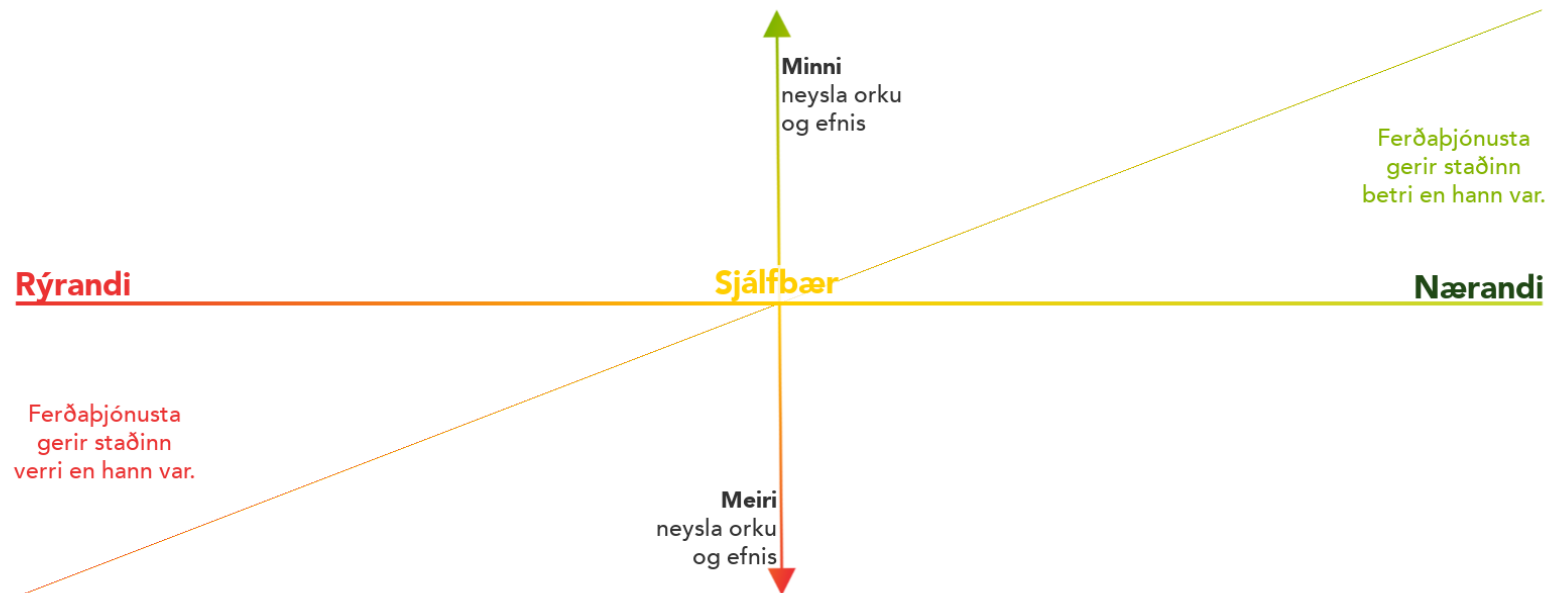 Minni
neysla orku
og efnis
Ferðaþjónusta
gerir staðinn
betri en hann var.
Rýrandi
Sjálfbær
Nærandi
Ferðaþjónusta
gerir staðinn
verri en hann var.
Meiri
neysla orku
og efnis